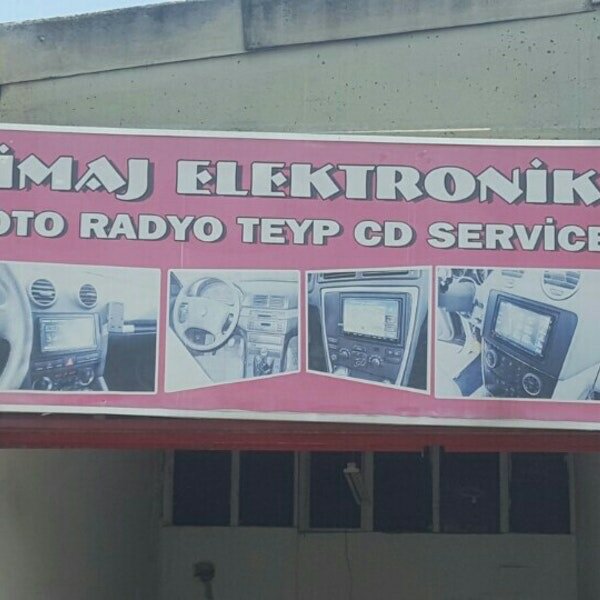 İMAJ ELEKTRONİK
OTO RADYO TEYP CD SERVİCE